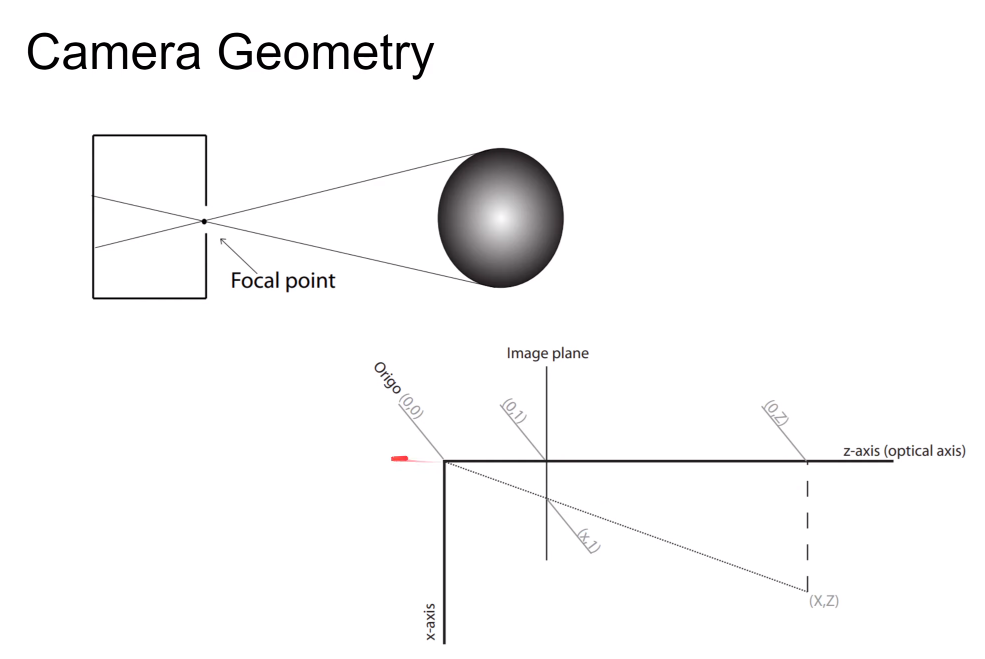 Camera Geometry
Focal point
Image plane
Origo (0,0)
(0,1)
(0,Z)
z-axis (optical axis)
(x,1)
(X,Z)
x-axis